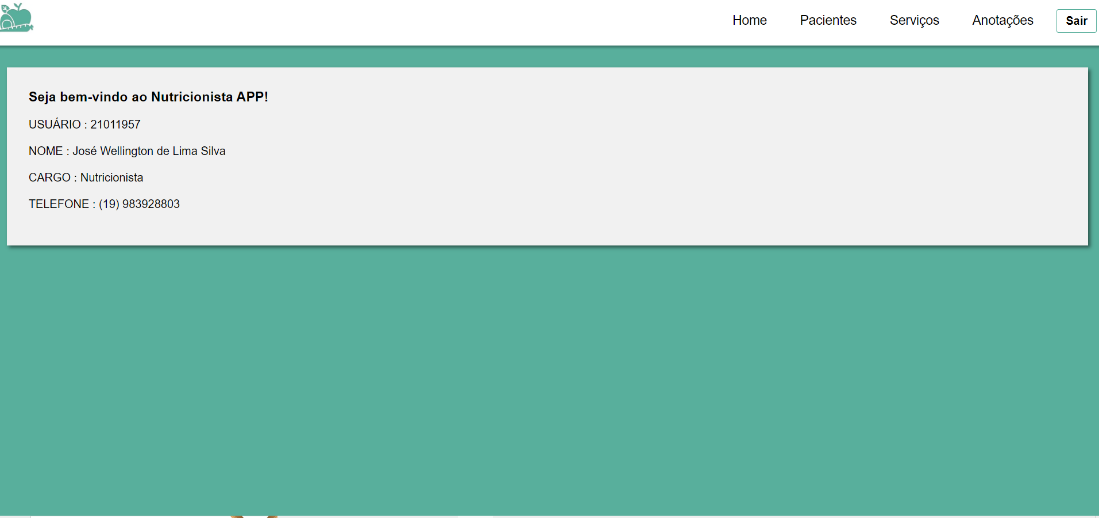 Home Pacientes Serviços Anotações Sair
Seja bem-vindo ao Nutricionista APP!
USUÁRIO : 21011957
NOME : José Wellington de Lima Silva
CARGO : Nutricionista
TELEFONE : (19) 983928803